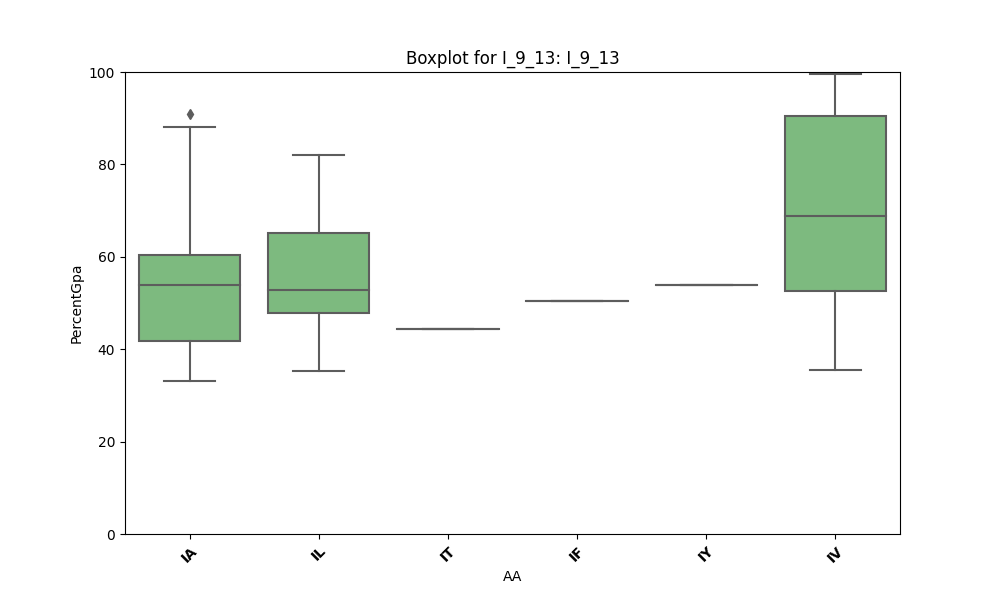 Boxplot for I_9_13: I_9_13
100
80
60
40
20
0
PercentGpa
IA
IL
IT
IF
IY
IV
AA